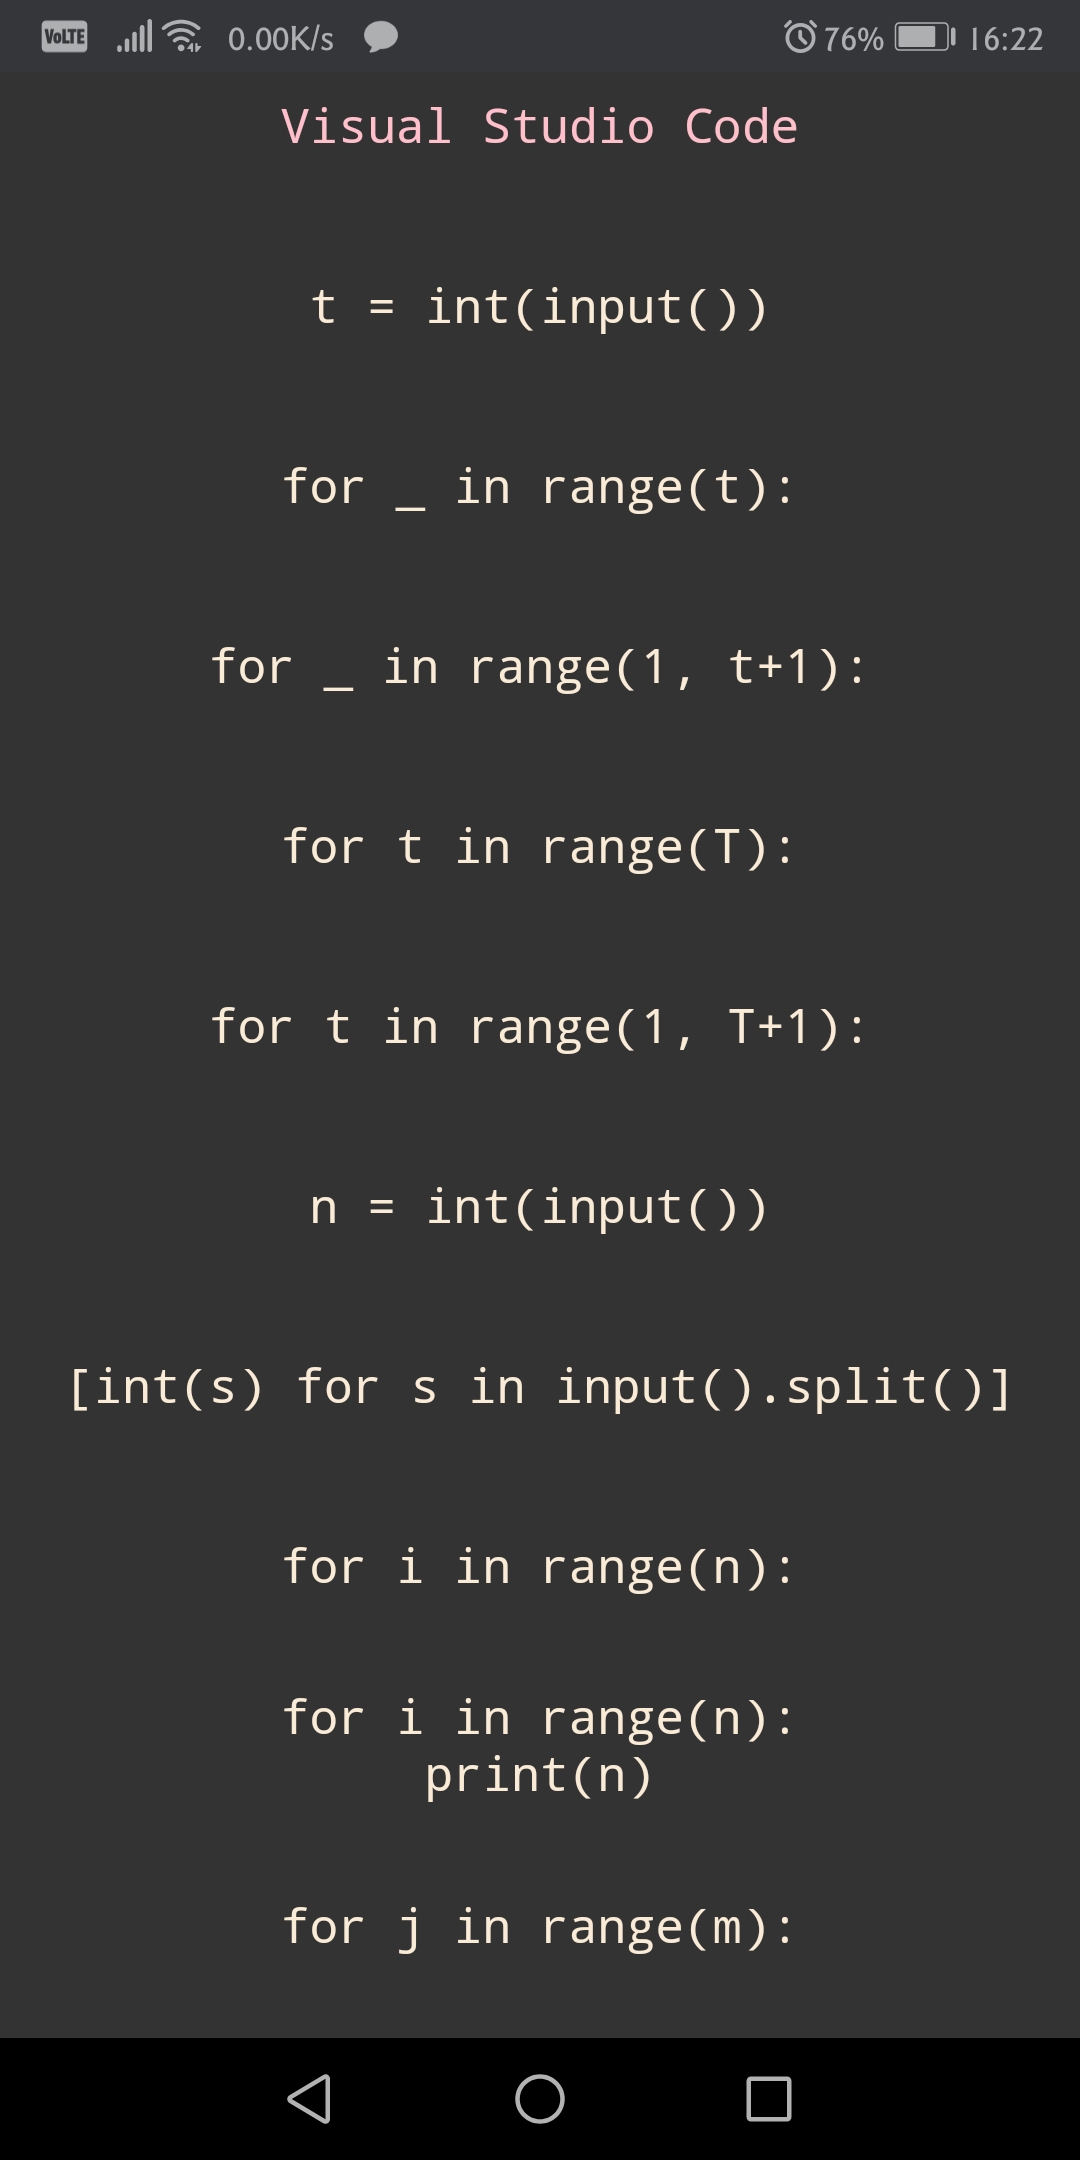 VoLTE 0.00K/s 76% 16:22
Visual Studio Code
t = int(input())
for _ in range(t):
for _ in range(1, t+1):
for t in range(T):
for t in range(1, T+1):
n = int(input())
[int(s) for s in input().split()]
for i in range(n):
for i in range(n):
print(n)
for j in range(m):